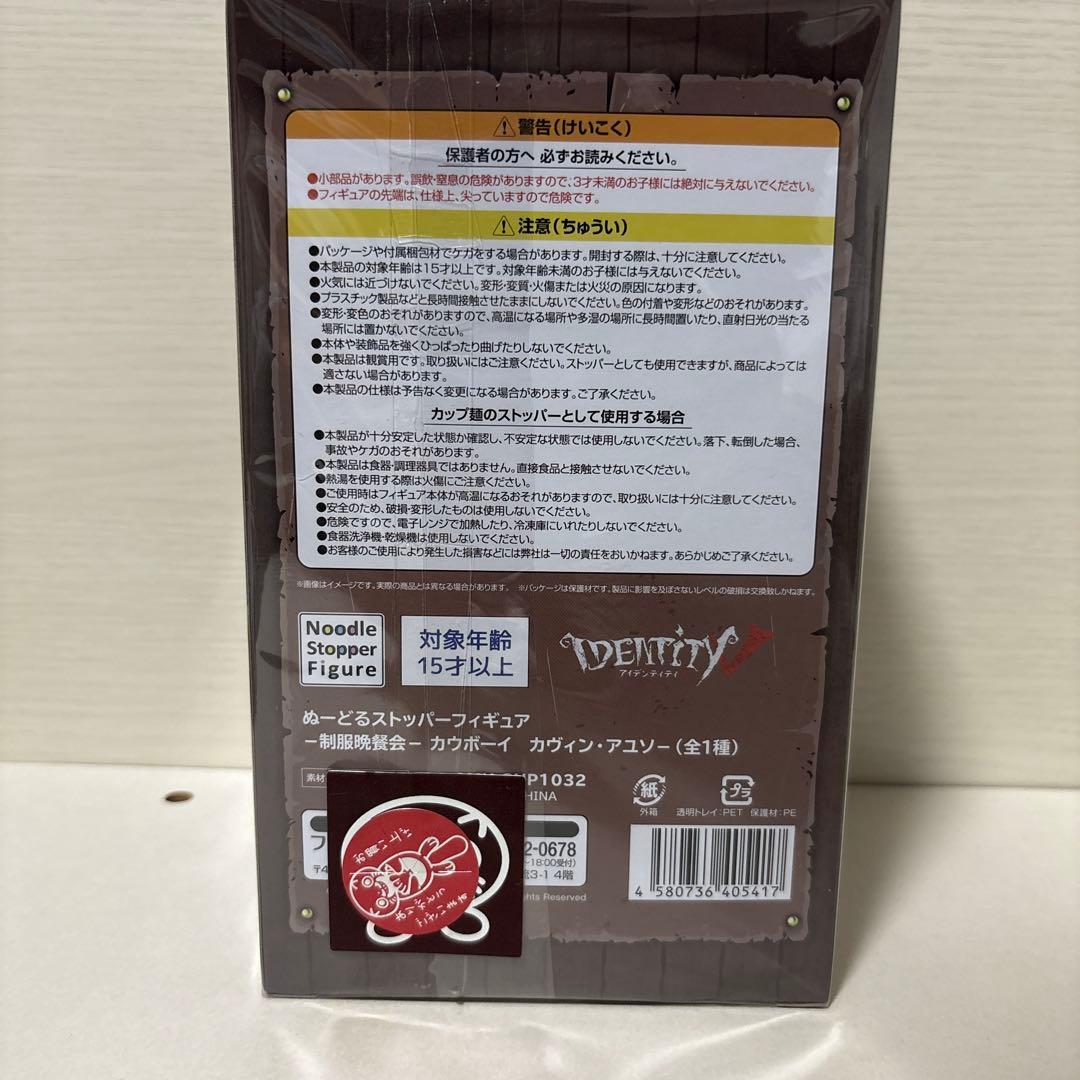 警告(けいこく)
保護者の方へ 必ずお読みください。
●小部品があります。誤飲・窒息の危険がありますので、3才未満のお子様には絶対に与えないでください。
●フィギュアの先端は、仕様上、尖っていますので危険です。
注意(ちゅうい)
●パッケージや付属梱包材でケガをする場合があります。開封する際は、十分に注意してください。
●本製品の対象年齢は15才以上です。対象年齢未満のお子様には与えないでください。
●火気には近づけないでください。変形・変質・火傷または火災の原因になります。
●プラスチック製品などと長時間接触させたままにしないでください。色の付着や変形などのおそれがあります。
●変形・変色のおそれがありますので、高温になる場所や多湿の場所に長時間置いたり、直射日光の当たる
場所には置かないでください。
●本体や装飾品を強くひっぱったり曲げたりしないでください。
●本製品は観賞用です。取り扱いにはご注意ください。ストッパーとしても使用できますが、商品によっては
適さない場合があります。
●本製品の仕様は予告なく変更になる場合があります。ご了承ください。
カップ麺のストッパーとして使用する場合
●本製品が十分安定した状態か確認し、不安定な状態では使用しないでください。落下、転倒した場合、
事故やケガのおそれがあります。
●本製品は食器・調理器具ではありません。直接食品と接触させないでください。
●熱湯を使用する際は火傷にご注意ください。
●ご使用時はフィギュア本体が高温になるおそれがありますので、取り扱いには十分に注意してください。
●安全のため、破損・変形したものは使用しないでください。
●危険ですので、電子レンジで加熱したり、冷凍庫にいれたりしないでください。
●食器洗浄機・乾燥機は使用しないでください。
●お客様のご使用により発生した損害などには弊社は一切の責任をおいかねます。あらかじめご了承ください。
※画像はイメージです。実際の商品とは異なる場合があります。 ※パッケージは保護材です。製品に影響を及ぼさないレベルの破損は交換致しかねます。
Noodle
Stopper
Figure
対象年齢
15才以上
IDENTITY V
アイデンティティ
ぬーどるストッパーフィギュア
－制服晩餐会－ カウボーイ カヴィン・アユソ－(全1種)
素材
P1032
HINA
紙
外箱
プラ
透明トレイ:PET 保護材:PE
フ
2-0678
～18:00受付)
〒4
3-1 4階
hts Reserved
お買い上げ
ありがとう
ございます
4 580736 405417